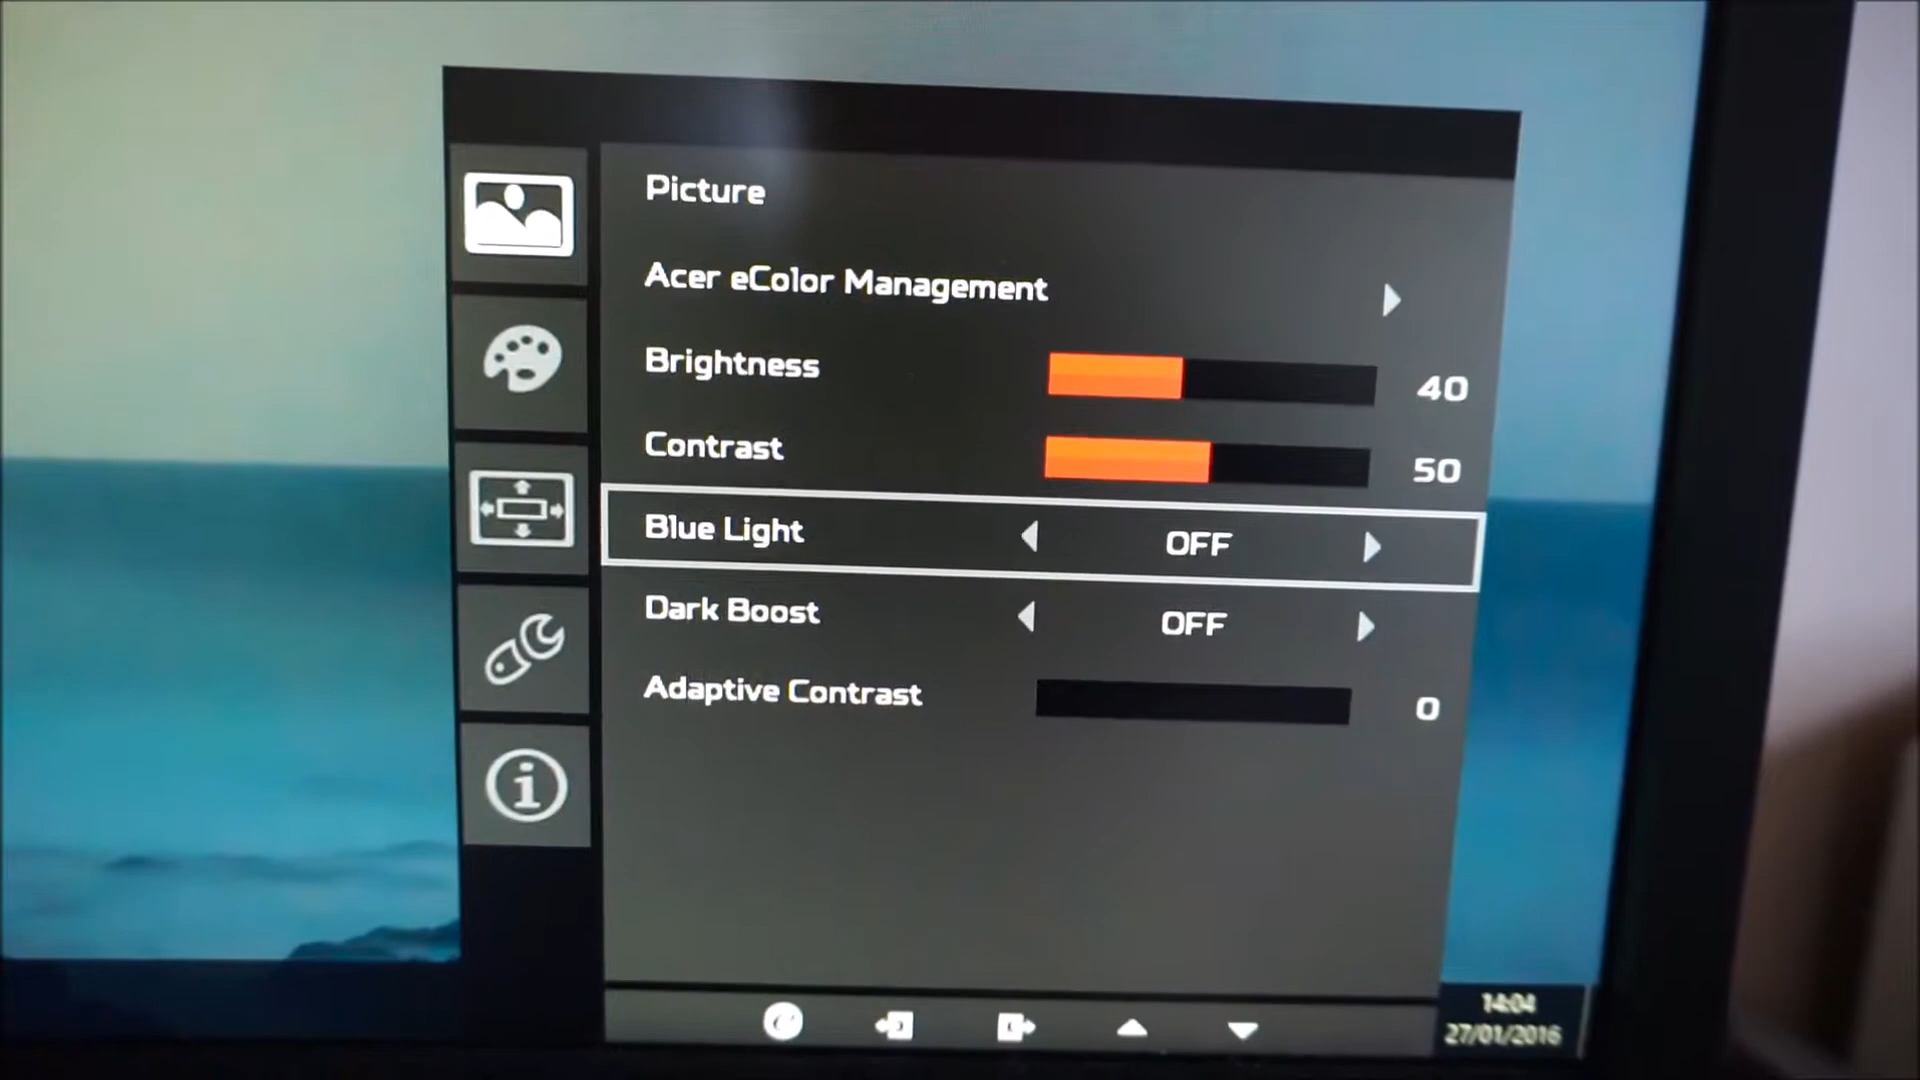 Picture
Acer eColor Management
Brightness 40
Contrast 50
Blue Light OFF
Dark Boost OFF
Adaptive Contrast 0
14:04
27/01/2016